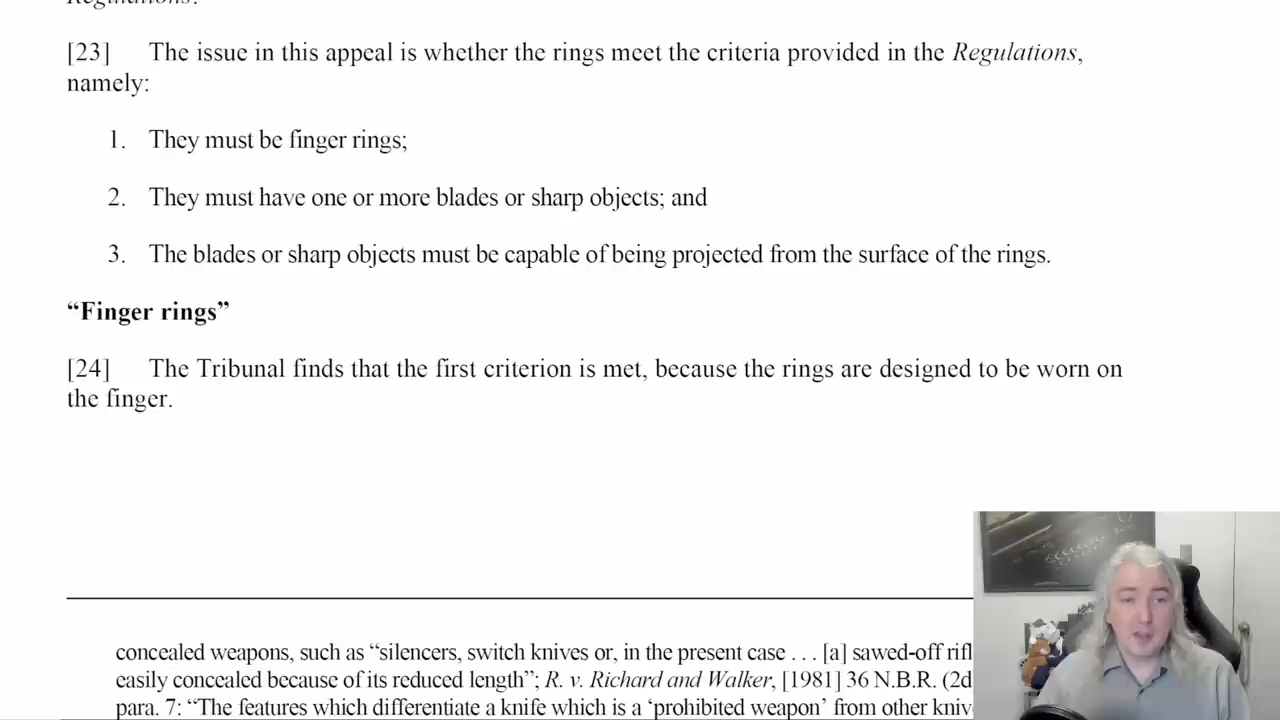 Regulations.
[23] The issue in this appeal is whether the rings meet the criteria provided in the Regulations,
namely:
1. They must be finger rings;
2. They must have one or more blades or sharp objects; and
3. The blades or sharp objects must be capable of being projected from the surface of the rings.
“Finger rings”
[24] The Tribunal finds that the first criterion is met, because the rings are designed to be worn on
the finger.
concealed weapons, such as “silencers, switch knives or, in the present case . . . [a] sawed-off rifl
easily concealed because of its reduced length”; R. v. Richard and Walker, [1981] 36 N.B.R. (2d
para. 7: “The features which differentiate a knife which is a ‘prohibited weapon’ from other kniv